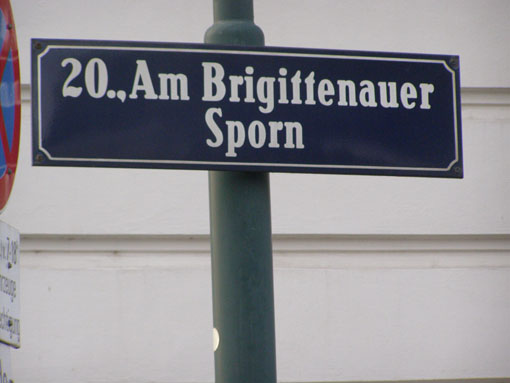 20., Am Brigittenauer
Sporn